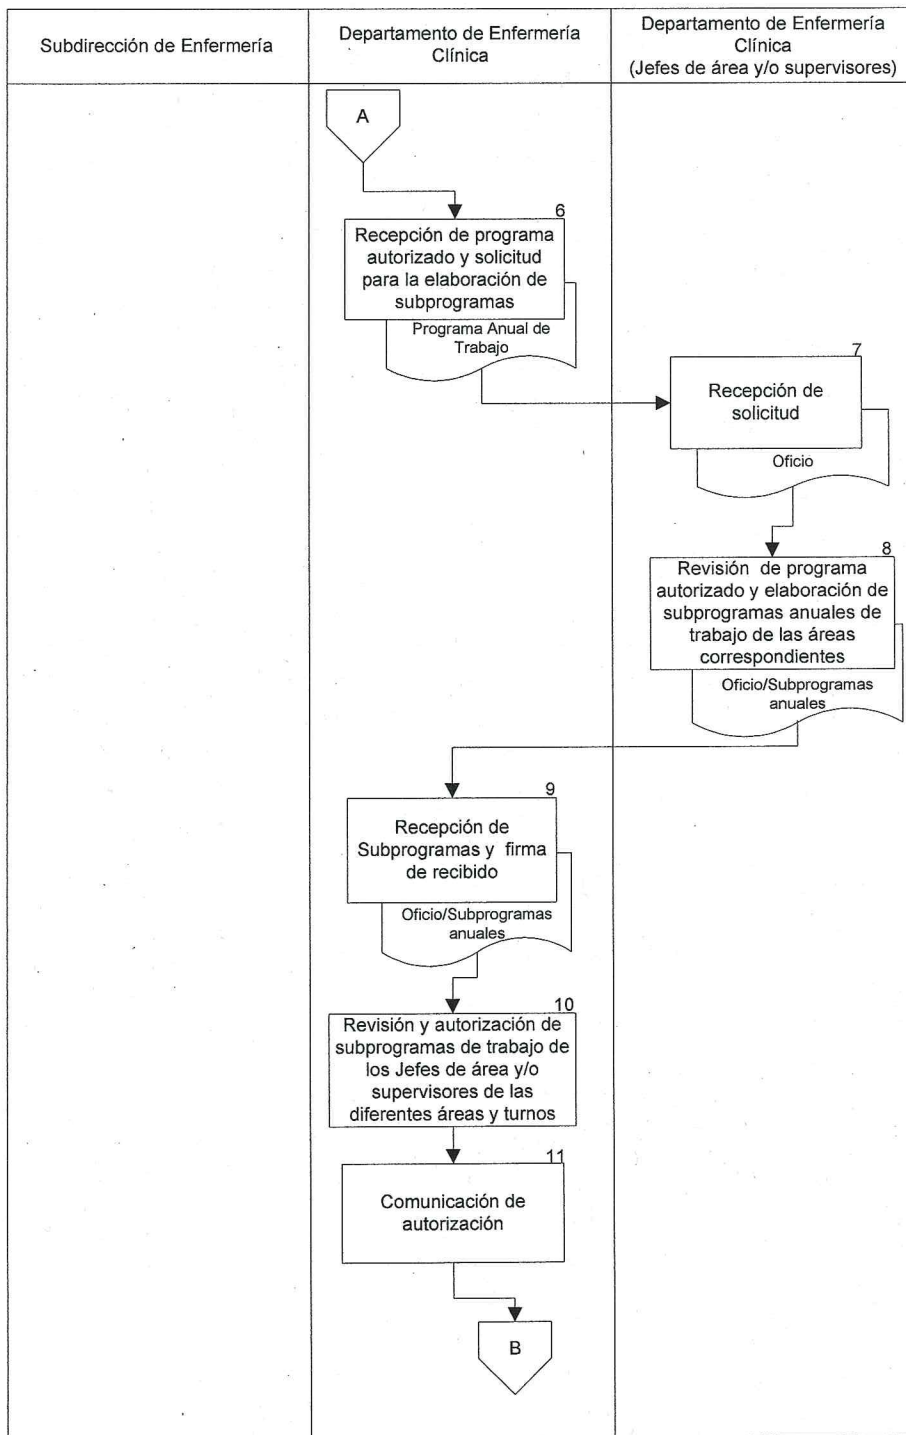 Subdirección de Enfermería
Departamento de Enfermería
Clínica
Departamento de Enfermería
Clínica
(Jefes de área y/o supervisores)
A
6
Recepción de programa
autorizado y solicitud
para la elaboración de
subprogramas
Programa Anual de
Trabajo
7
Recepción de
solicitud
Oficio
8
Revisión de programa
autorizado y elaboración de
subprogramas anuales de
trabajo de las áreas
correspondientes
Oficio/Subprogramas
anuales
9
Recepción de
Subprogramas y firma
de recibido
Oficio/Subprogramas
anuales
10
Revisión y autorización de
subprogramas de trabajo de
los Jefes de área y/o
supervisores de las
diferentes áreas y turnos
11
Comunicación de
autorización
B